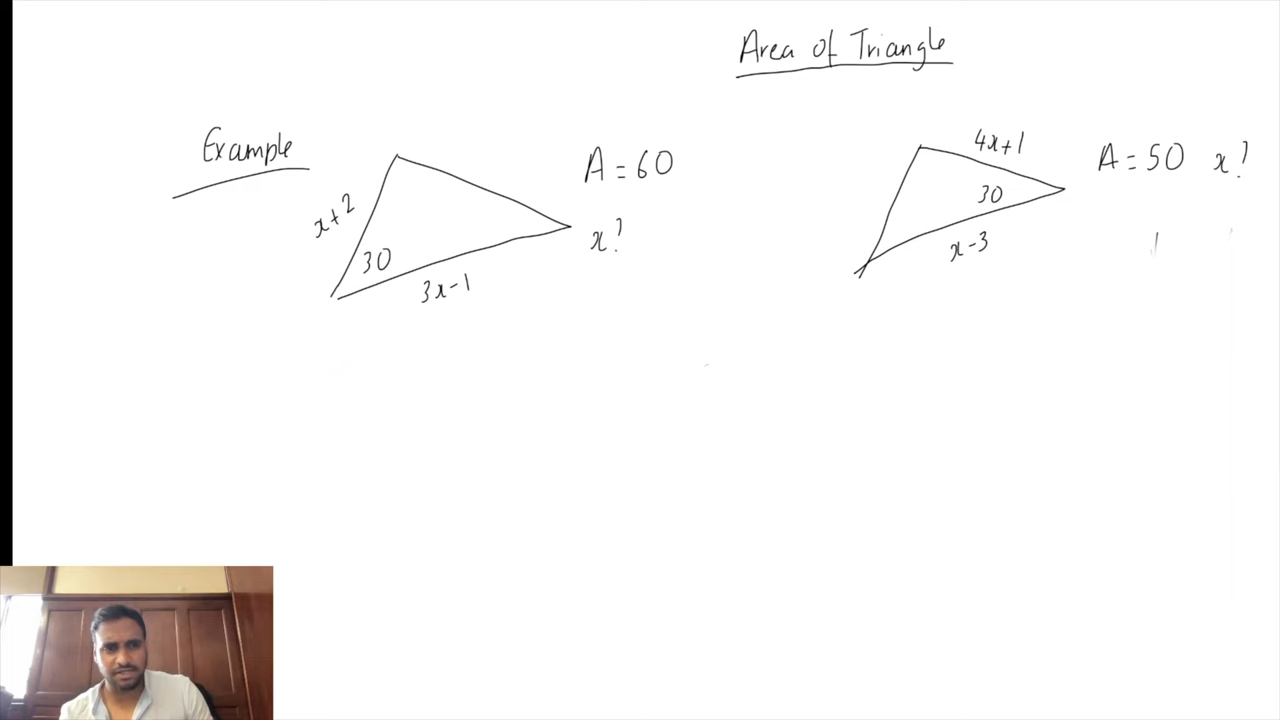 Area of Triangle
Example
x+2
30
3x-1
A = 60
x?
4x+1
30
x-3
A = 50 x?